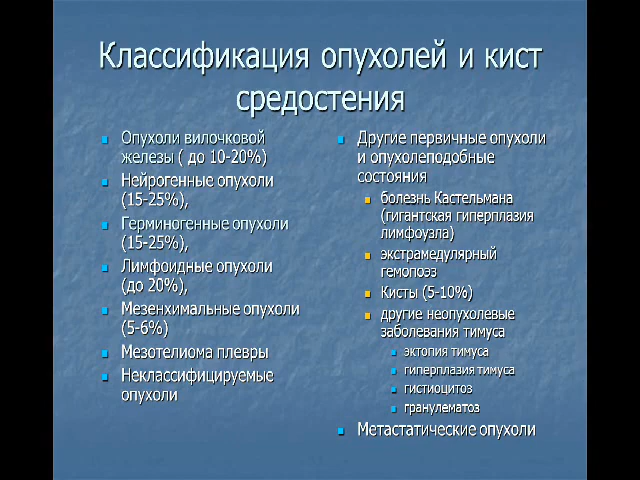 Классификация опухолей и кист
средостения
Опухоли вилочковой
железы ( до 10-20%)
Нейрогенные опухоли
(15-25%),
Герминогенные опухоли
(15-25%),
Лимфоидные опухоли
(до 20%),
Мезенхимальные опухоли
(5-6%)
Мезотелиома плевры
Неклассифицируемые
опухоли
Другие первичные опухоли
и опухолеподобные
состояния
болезнь Кастельмана
(гигантская гиперплазия
лимфоузла)
экстрамедулярный
гемопоэз
Кисты (5-10%)
другие неопухолевые
заболевания тимуса
эктопия тимуса
гиперплазия тимуса
гистиоцитоз
гранулематоз
Метастатические опухоли